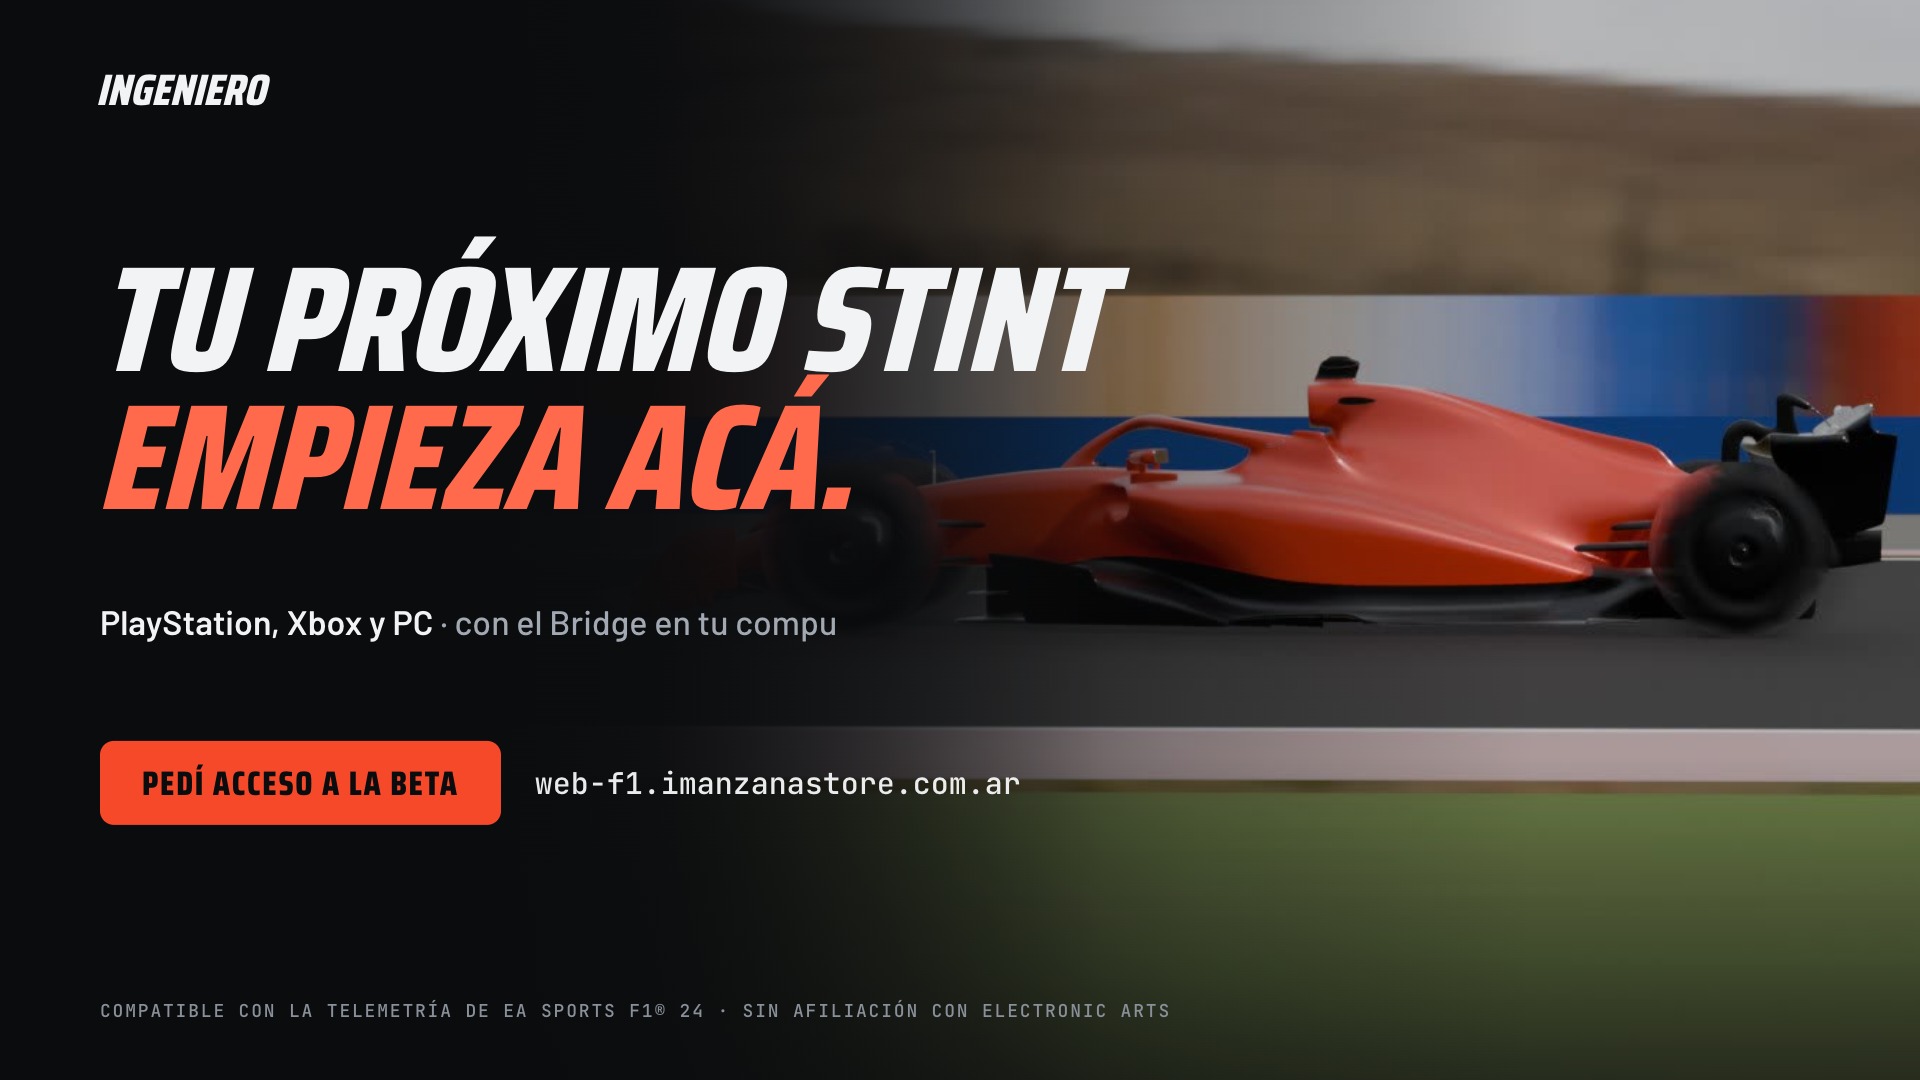 INGENIERO
TU PRÓXIMO STINT
EMPIEZA ACÁ.
PlayStation, Xbox y PC · con el Bridge en tu compu
PEDÍ ACCESO A LA BETA
web-f1.imanzanastore.com.ar
COMPATIBLE CON LA TELEMETRÍA DE EA SPORTS F1® 24 · SIN AFILIACIÓN CON ELECTRONIC ARTS